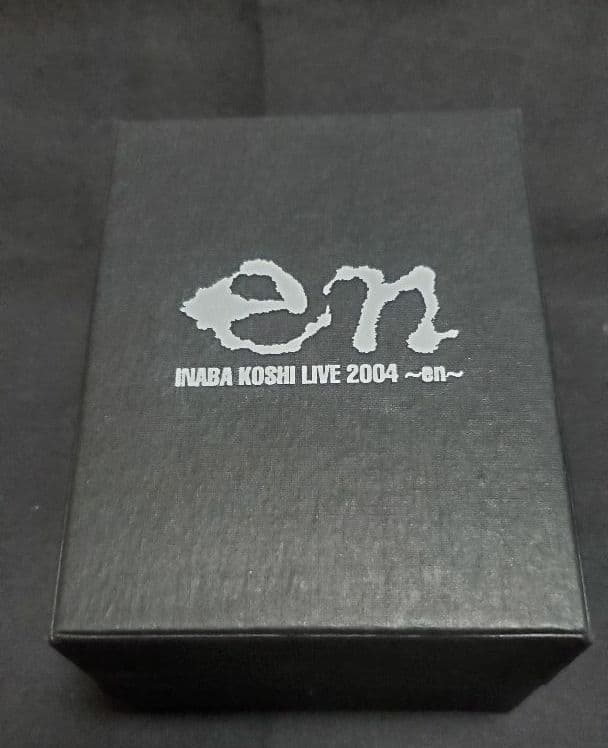 en
INABA KOSHI LIVE 2004 ~en~